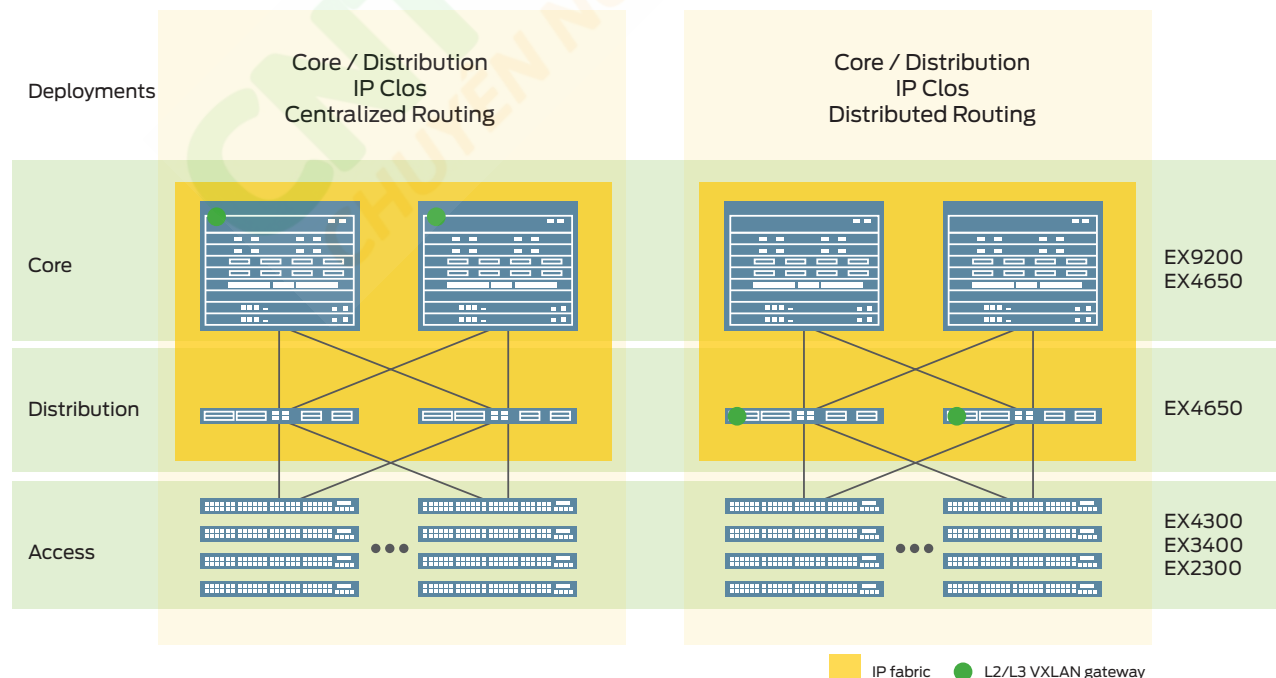 Deployments
Core / Distribution
IP Clos
Centralized Routing
Core / Distribution
IP Clos
Distributed Routing
Core
EX9200
EX4650
Distribution
EX4650
Access
EX4300
EX3400
EX2300
IP fabric
L2/L3 VXLAN gateway